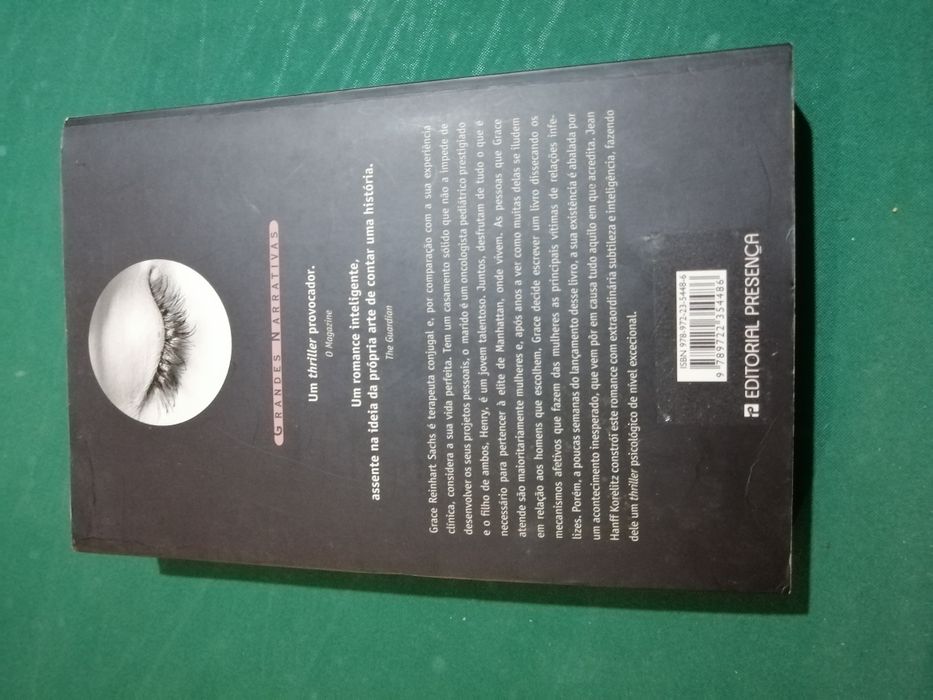 GRANDES NARRATIVAS
Um thriller provocador.
O Magazine
Um romance inteligente,
assente na ideia da própria arte de contar uma história.
The Guardian
Grace Reinhart Sachs é terapeuta conjugal e, por comparação com a sua experiência
clínica, considera a sua vida perfeita. Tem um casamento sólido que não a impede de
desenvolver os seus projetos pessoais, o marido é um oncologista pediátrico prestigiado
e o filho de ambos, Henry, é um jovem talentoso. Juntos, desfrutam de tudo o que é
necessário para pertencer à elite de Manhattan, onde vivem. As pessoas que Grace
atende são maioritariamente mulheres e, após anos a ver como muitas delas se iludem
em relação aos homens que escolhem, Grace decide escrever um livro dissecando os
mecanismos afetivos que fazem das mulheres as principais vítimas de relações infe-
lizes. Porém, a poucas semanas do lançamento desse livro, a sua existência é abalada por
um acontecimento inesperado, que vem pôr em causa tudo aquilo em que acredita. Jean
Hanff Korelitz constrói este romance com extraordinária subtileza e inteligência, fazendo
dele um thriller psicológico de nível excecional.
ISBN 978-972-23-5448-6
9 789722 354486
EDITORIAL PRESENÇA